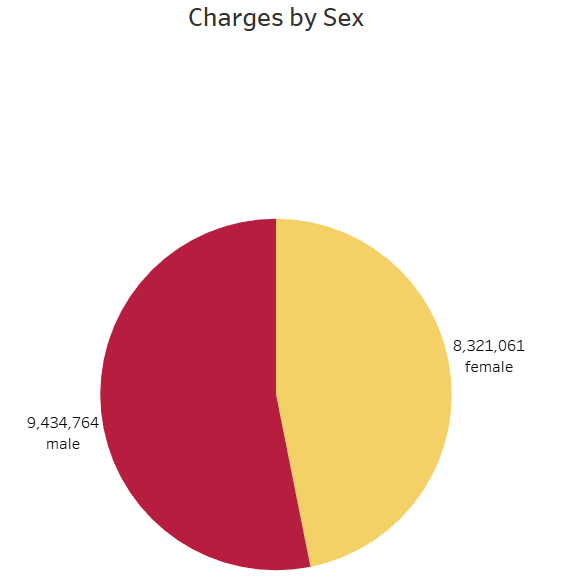 Charges by Sex
8,321,061
female
9,434,764
male